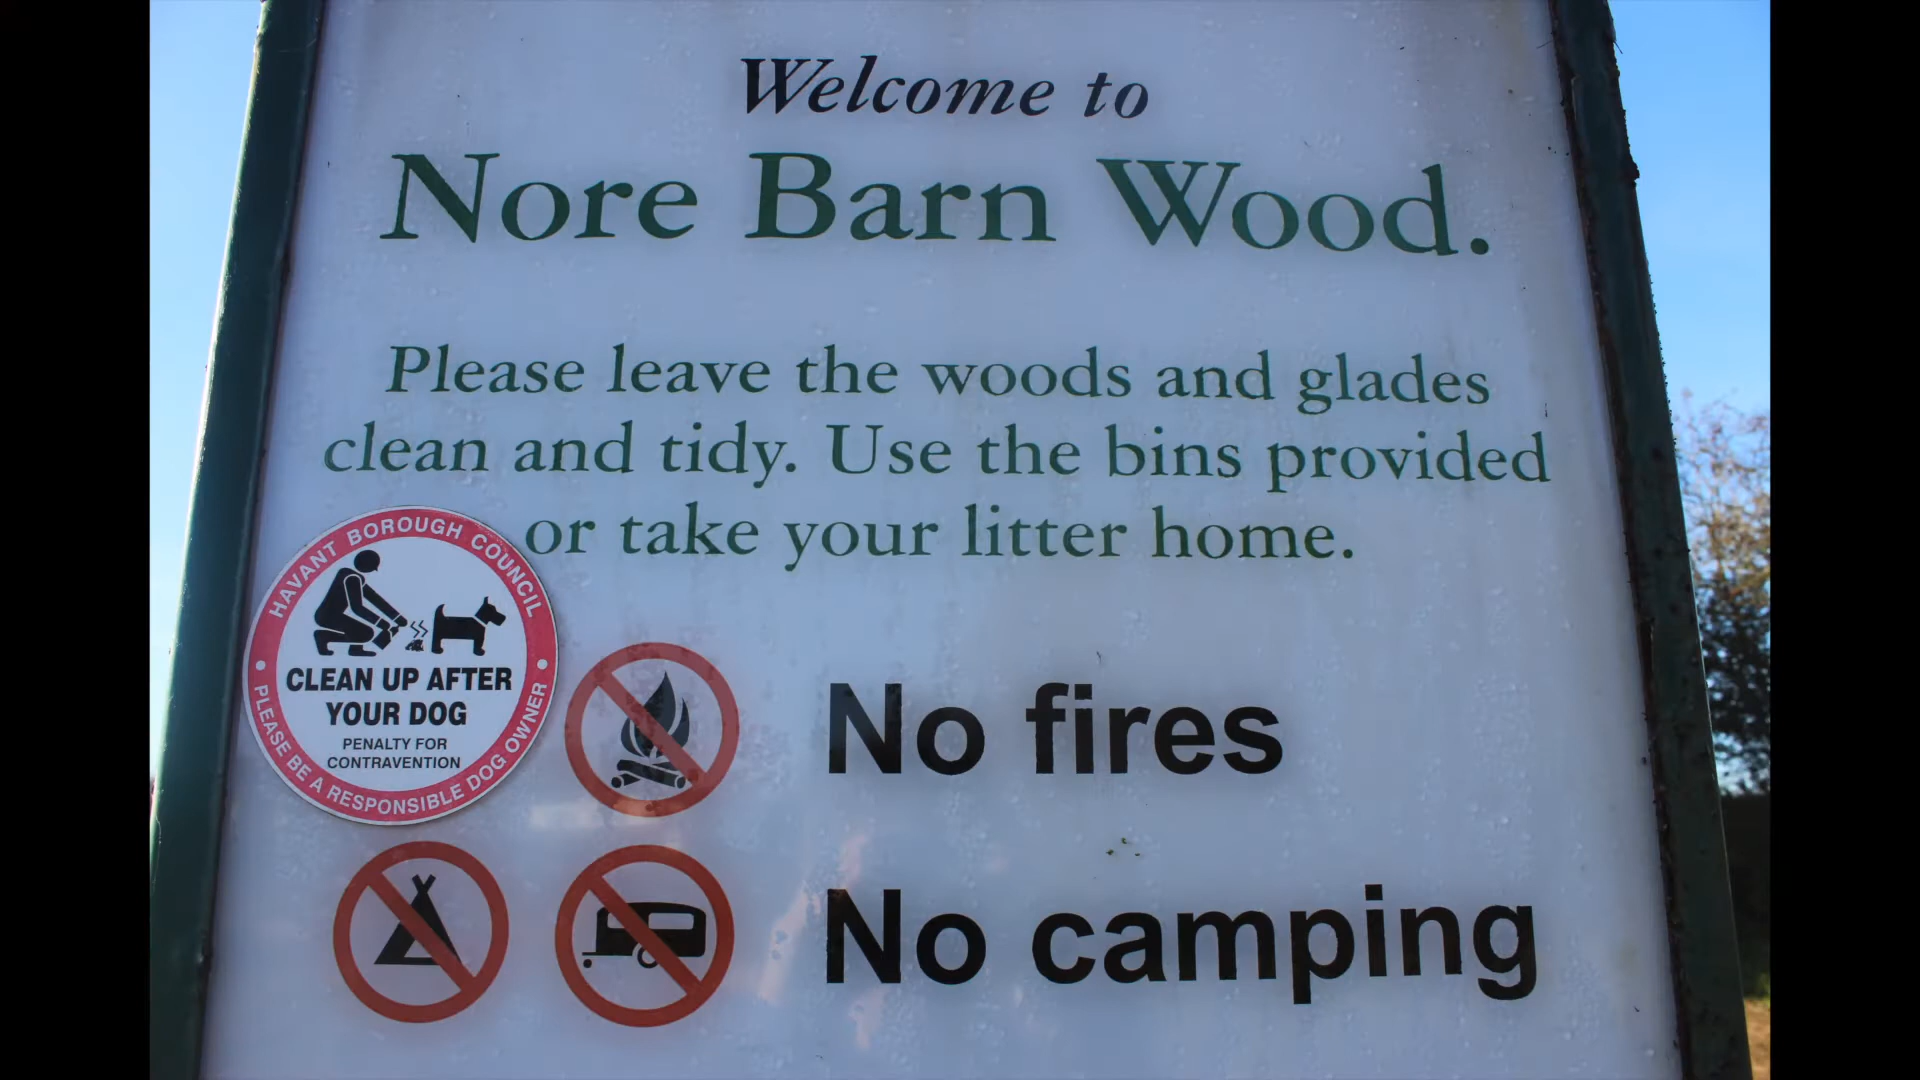 Welcome to
Nore Barn Wood.
Please leave the woods and glades
clean and tidy. Use the bins provided
or take your litter home.
HAVANT BOROUGH COUNCIL
CLEAN UP AFTER
YOUR DOG
PENALTY FOR
CONTRAVENTION
PLEASE BE A RESPONSIBLE DOG OWNER
No fires
No camping